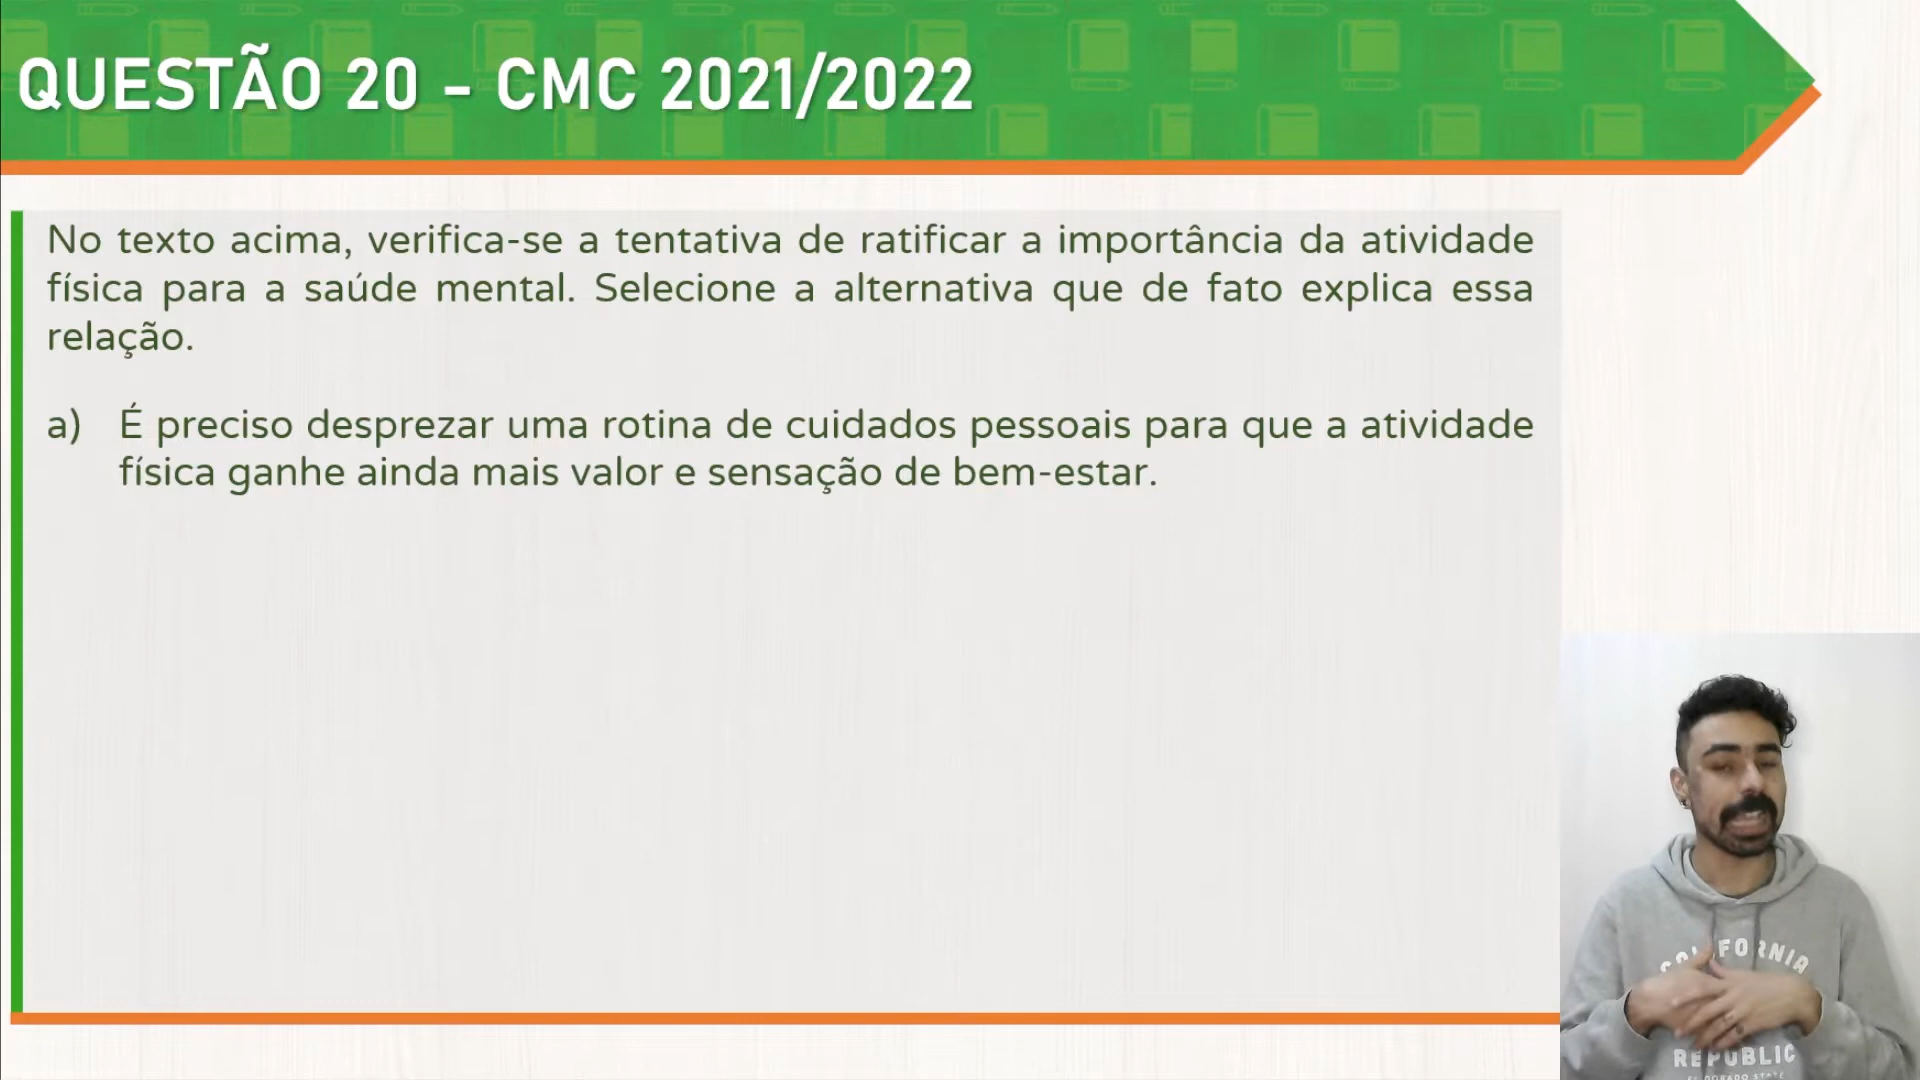 QUESTÃO 20 - CMC 2021/2022
No texto acima, verifica-se a tentativa de ratificar a importância da atividade
física para a saúde mental. Selecione a alternativa que de fato explica essa
relação.
a) É preciso desprezar uma rotina de cuidados pessoais para que a atividade
física ganhe ainda mais valor e sensação de bem-estar.
CALIFORNIA
REPUBLIC